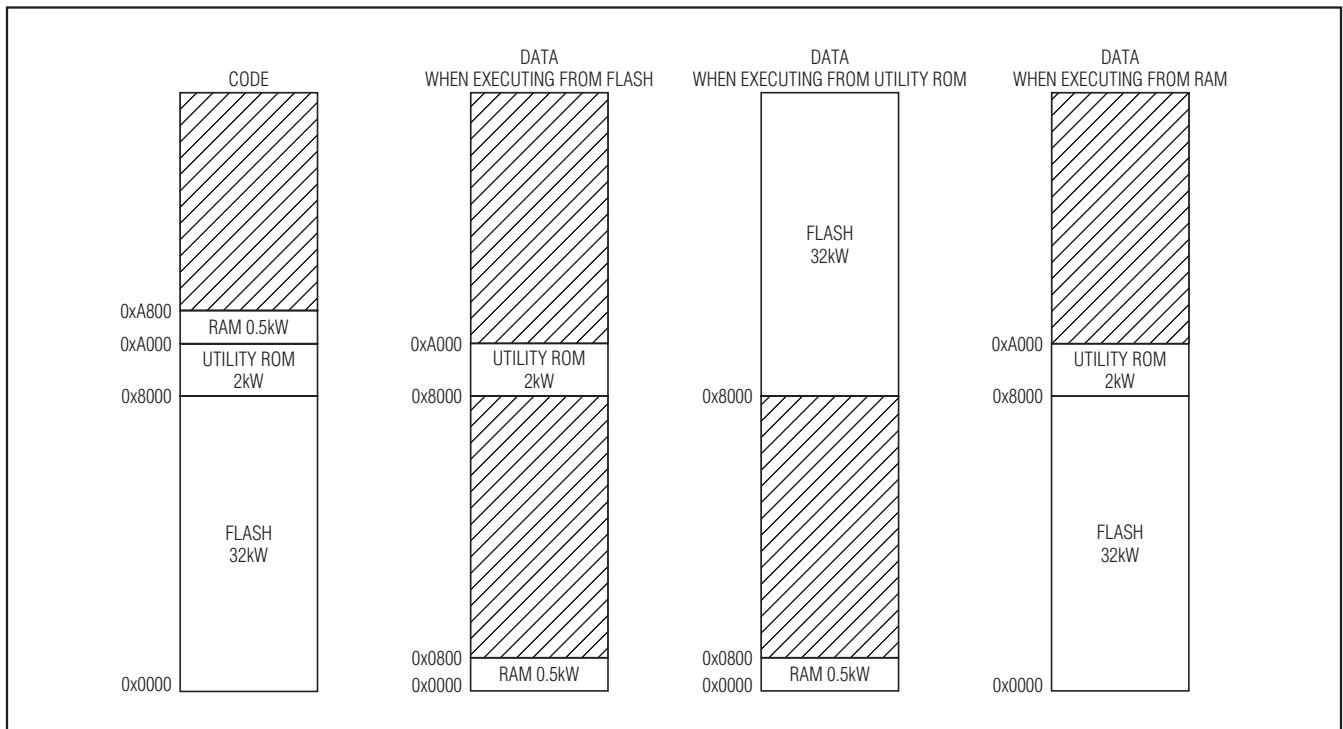 CODE
0xA800
RAM 0.5kW
0xA000
UTILITY ROM
2kW
0x8000
FLASH
32kW
0x0000
DATA
WHEN EXECUTING FROM FLASH
0xA000
UTILITY ROM
2kW
0x8000
0x0800
RAM 0.5kW
0x0000
DATA
WHEN EXECUTING FROM UTILITY ROM
FLASH
32kW
0x8000
0x0800
RAM 0.5kW
0x0000
DATA
WHEN EXECUTING FROM RAM
0xA000
UTILITY ROM
2kW
0x8000
FLASH
32kW
0x0000